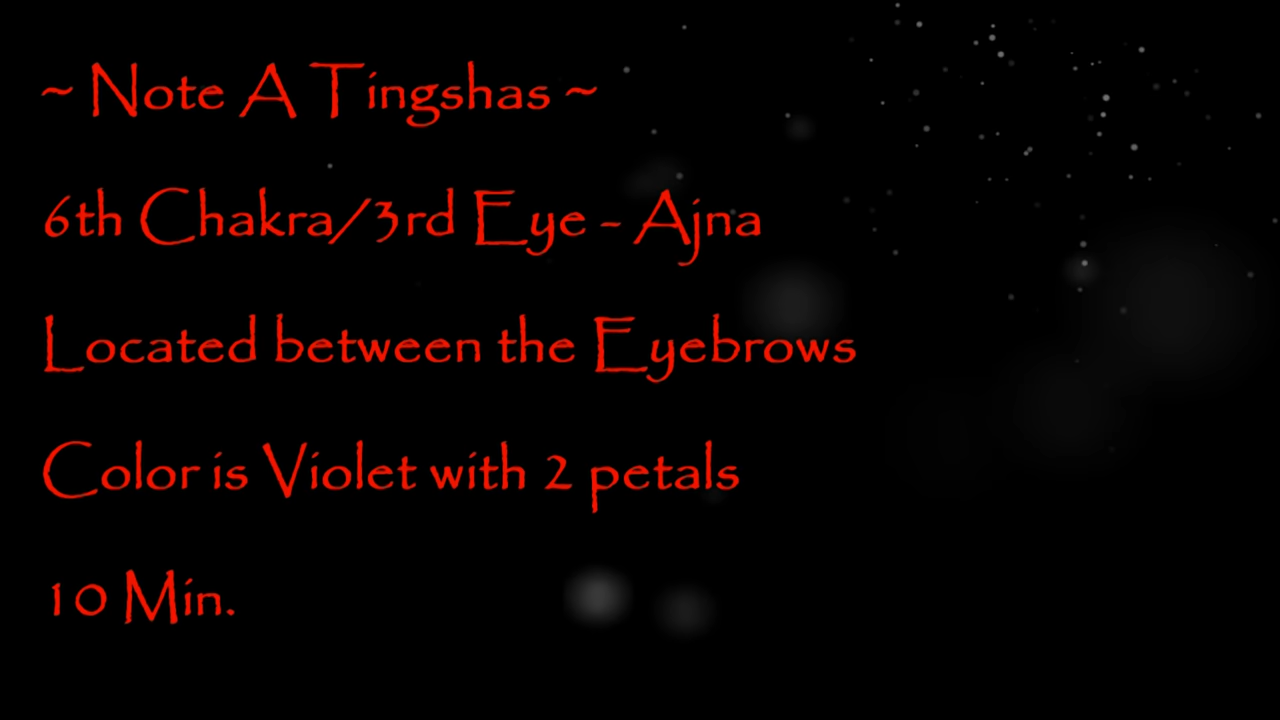 ~ Note A Tingshas ~
6th Chakra/3rd Eye - Ajna
Located between the Eyebrows
Color is Violet with 2 petals
10 Min.